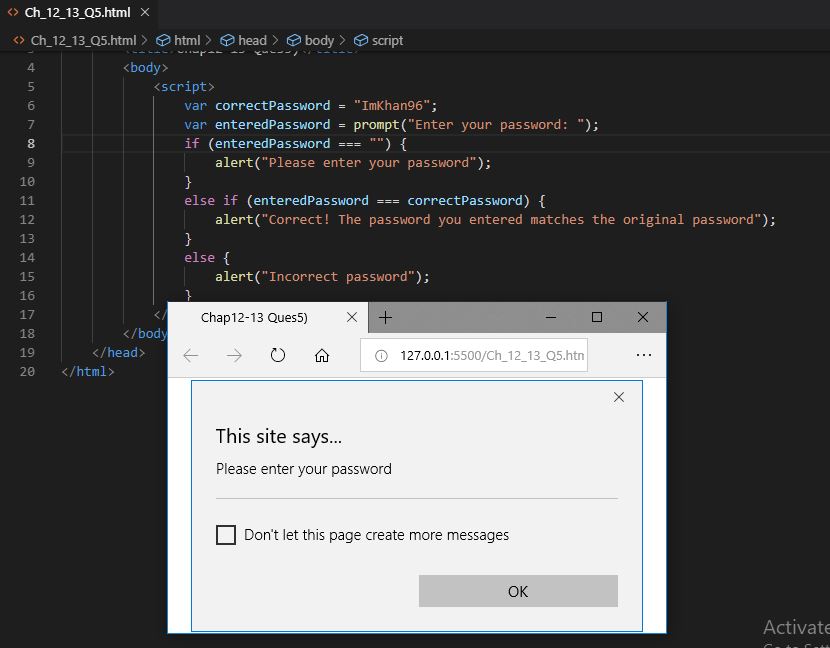 Ch_12_13_Q5.html
Ch_12_13_Q5.html > html > head > body > script
4 <body>
5 <script>
6 var correctPassword = "ImKhan96";
7 var enteredPassword = prompt("Enter your password: ");
8 if (enteredPassword === "") {
9 alert("Please enter your password");
10 }
11 else if (enteredPassword === correctPassword) {
12 alert("Correct! The password you entered matches the original password");
13 }
14 else {
15 alert("Incorrect password");
16 }
17 </
18 </body
19 </head>
20 </html>
Chap12-13 Ques5)
127.0.0.1:5500/Ch_12_13_Q5.htm
This site says...
Please enter your password
Don't let this page create more messages
OK
Activate